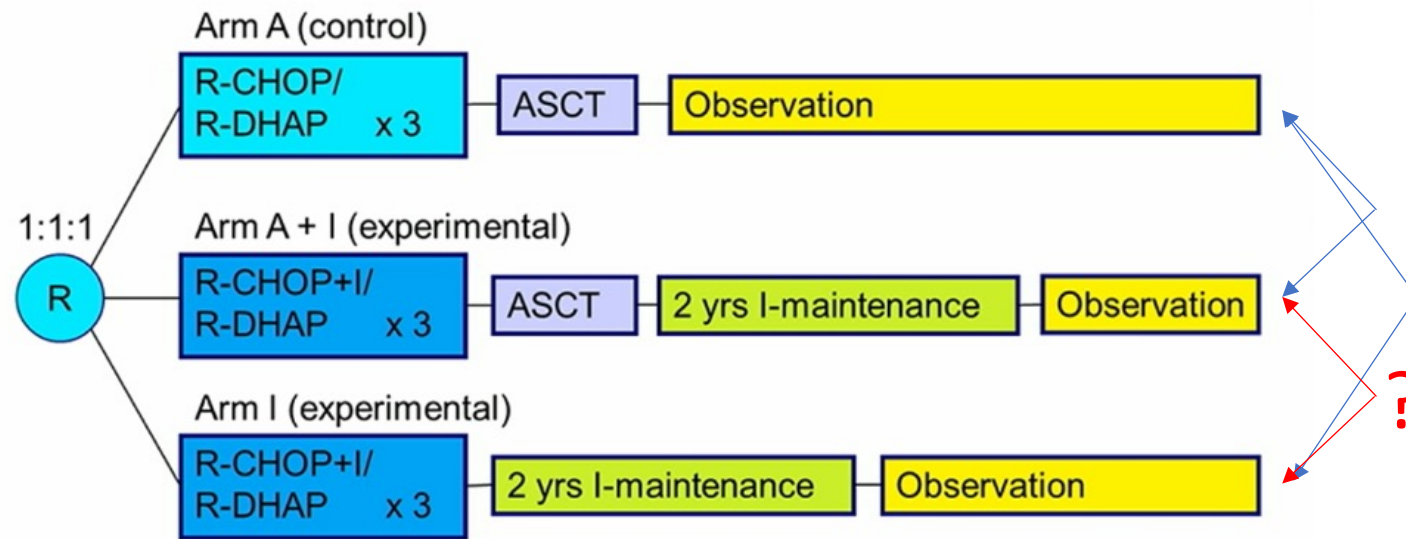 Arm A (control)
R-CHOP/
R-DHAP x 3
ASCT
Observation
1:1:1
R
Arm A + I (experimental)
R-CHOP+I/
R-DHAP x 3
ASCT
2 yrs I-maintenance
Observation
Arm I (experimental)
R-CHOP+I/
R-DHAP x 3
2 yrs I-maintenance
Observation